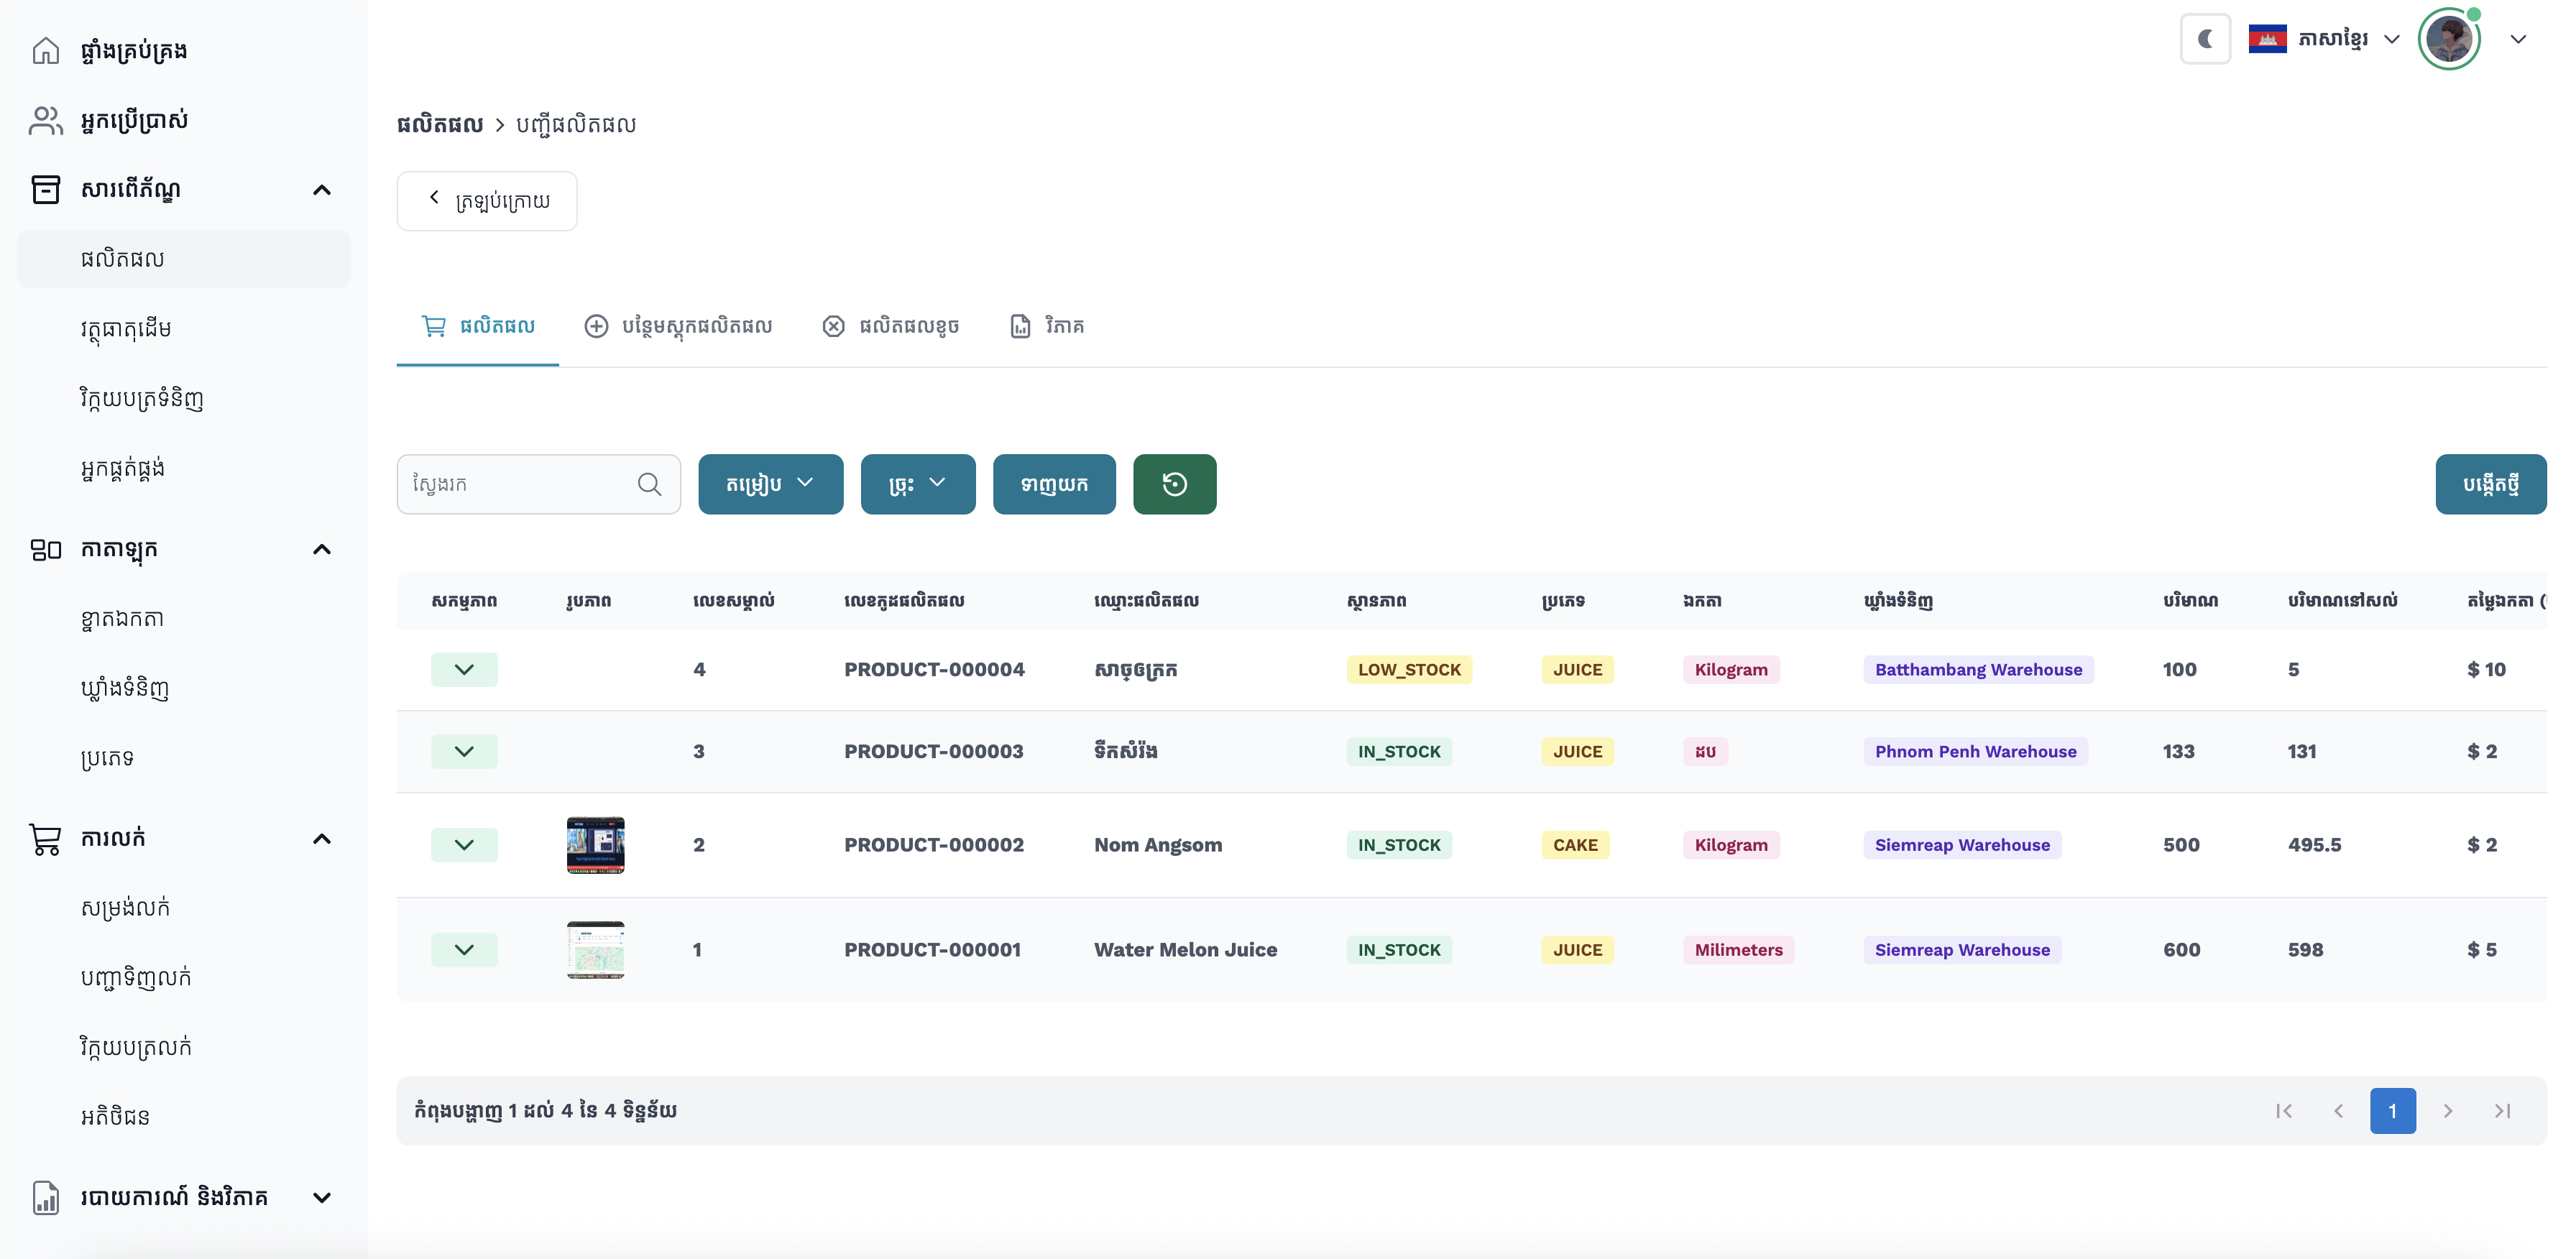 ផ្ទាំងគ្រប់គ្រង
អ្នកប្រើប្រាស់
សារពើភ័ណ្ឌ
ផលិតផល
វត្ថុធាតុដើម
វិក្កយបត្រទំនិញ
អ្នកផ្គត់ផ្គង់
កាតាឡុក
ខ្នាតឯកតា
ឃ្លាំងទំនិញ
ប្រភេទ
ការលក់
សម្រង់លក់
បញ្ជាទិញលក់
វិក្កយបត្រលក់
អតិថិជន
របាយការណ៍ និងវិភាគ
ភាសាខ្មែរ
ផលិតផល > បញ្ជីផលិតផល
ត្រឡប់ក្រោយ
ផលិតផល បន្ថែមស្តុកផលិតផល ផលិតផលខូច វិភាគ
ស្វែងរក តម្រៀប ច្រុះ ទាញយក បង្កើតថ្មី
សកម្មភាព រូបភាព លេខសម្គាល់ លេខកូដផលិតផល ឈ្មោះផលិតផល ស្ថានភាព ប្រភេទ ឯកតា ឃ្លាំងទំនិញ បរិមាណ បរិមាណនៅសល់ តម្លៃឯកតា
4 PRODUCT-000004 សាច់ក្រក LOW_STOCK JUICE Kilogram Batthambang Warehouse 100 5 $ 10
3 PRODUCT-000003 ទឹកសំរ៉ង IN_STOCK JUICE ដប Phnom Penh Warehouse 133 131 $ 2
2 PRODUCT-000002 Nom Angsom IN_STOCK CAKE Kilogram Siemreap Warehouse 500 495.5 $ 2
1 PRODUCT-000001 Water Melon Juice IN_STOCK JUICE Milimeters Siemreap Warehouse 600 598 $ 5
កំពុងបង្ហាញ 1 ដល់ 4 នៃ 4 ទិន្នន័យ
1